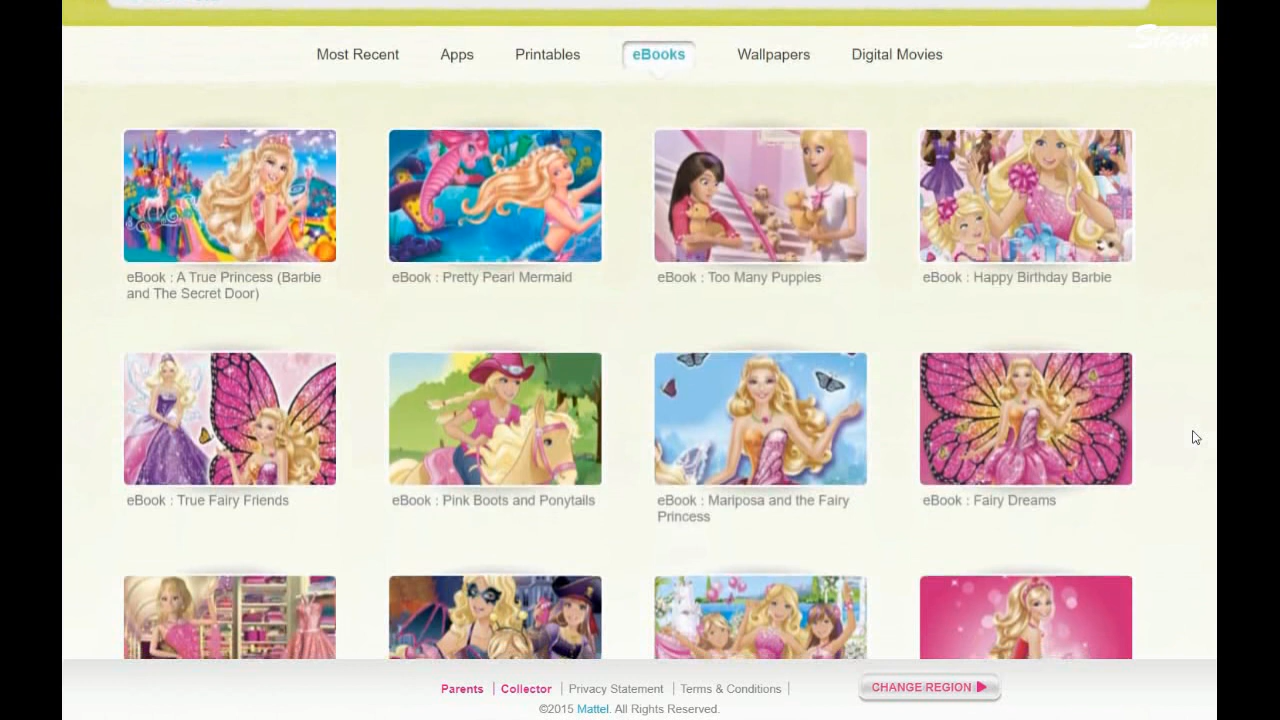 Most Recent Apps Printables eBooks Wallpapers Digital Movies
eBook : A True Princess (Barbie
and The Secret Door)
eBook : Pretty Pearl Mermaid
eBook : Too Many Puppies
eBook : Happy Birthday Barbie
eBook : True Fairy Friends
eBook : Pink Boots and Ponytails
eBook : Mariposa and the Fairy
Princess
eBook : Fairy Dreams
Parents | Collector | Privacy Statement | Terms & Conditions |
CHANGE REGION
©2015 Mattel. All Rights Reserved.